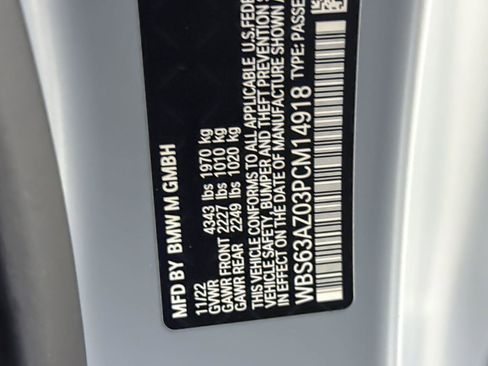 MFD BY BMW M GMBH
11/22
GVWR 4343 lbs 1970 kg
GAWR FRONT 2227 lbs 1010 kg
GAWR REAR 2249 lbs 1020 kg
THIS VEHICLE CONFORMS TO ALL APPLICABLE U.S. FEDE
VEHICLE SAFETY, BUMPER AND THEFT PREVENTION
IN EFFECT ON THE DATE OF MANUFACTURE SHOWN
WBS63AZ03PCM14918 TYPE: PASSE